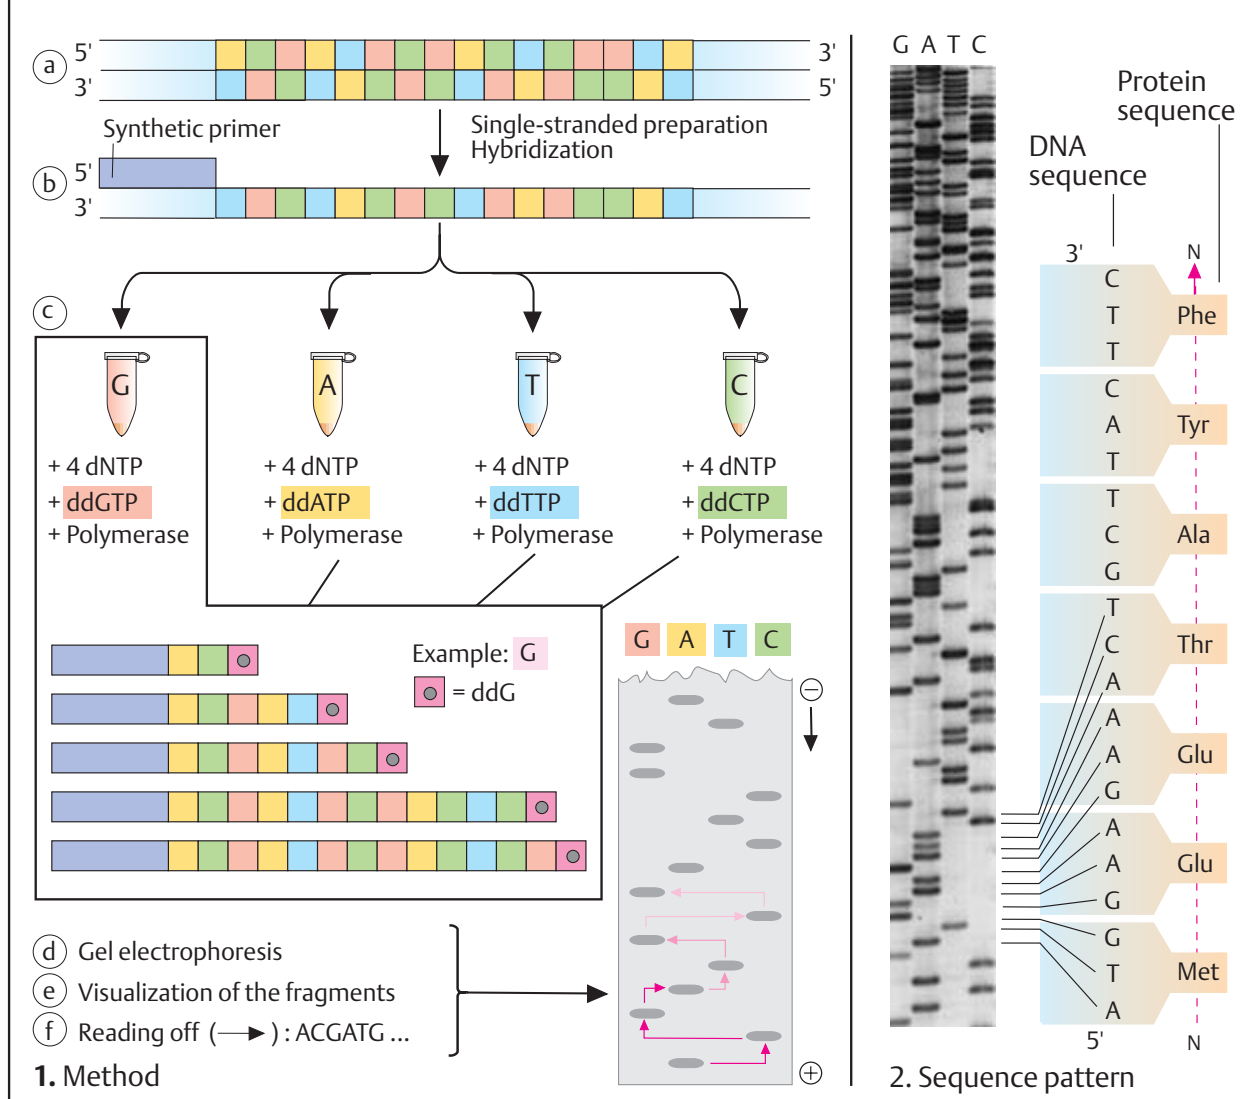 a
5'
3'
3'
5'
Synthetic primer
Single-stranded preparation
Hybridization
b
5'
3'
c
G
A
T
C
+ 4 dNTP
+ ddGTP
+ Polymerase
+ 4 dNTP
+ ddATP
+ Polymerase
+ 4 dNTP
+ ddTTP
+ Polymerase
+ 4 dNTP
+ ddCTP
+ Polymerase
Example: G
= ddG
G A T C
−
+
d Gel electrophoresis
e Visualization of the fragments
f Reading off ( → ) : ACGATG ...
1. Method
G A T C
Protein
sequence
DNA
sequence
3'
N
C
T
T
Phe
C
A
T
Tyr
T
C
G
Ala
T
C
A
Thr
A
A
G
Glu
A
A
G
Glu
G
T
A
Met
5'
N
2. Sequence pattern